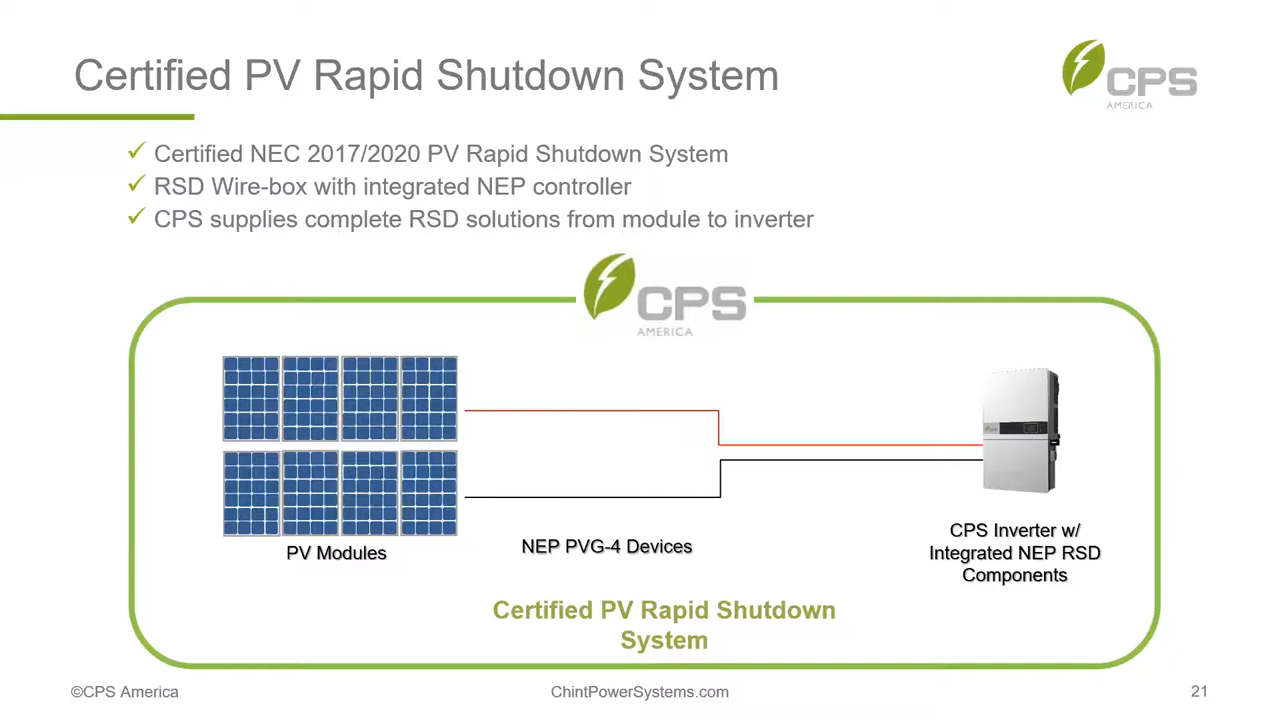 Certified PV Rapid Shutdown System
CPS
AMERICA
Certified NEC 2017/2020 PV Rapid Shutdown System
RSD Wire-box with integrated NEP controller
CPS supplies complete RSD solutions from module to inverter
CPS
AMERICA
PV Modules
NEP PVG-4 Devices
CPS Inverter w/
Integrated NEP RSD
Components
Certified PV Rapid Shutdown
System
©CPS America
ChintPowerSystems.com
21